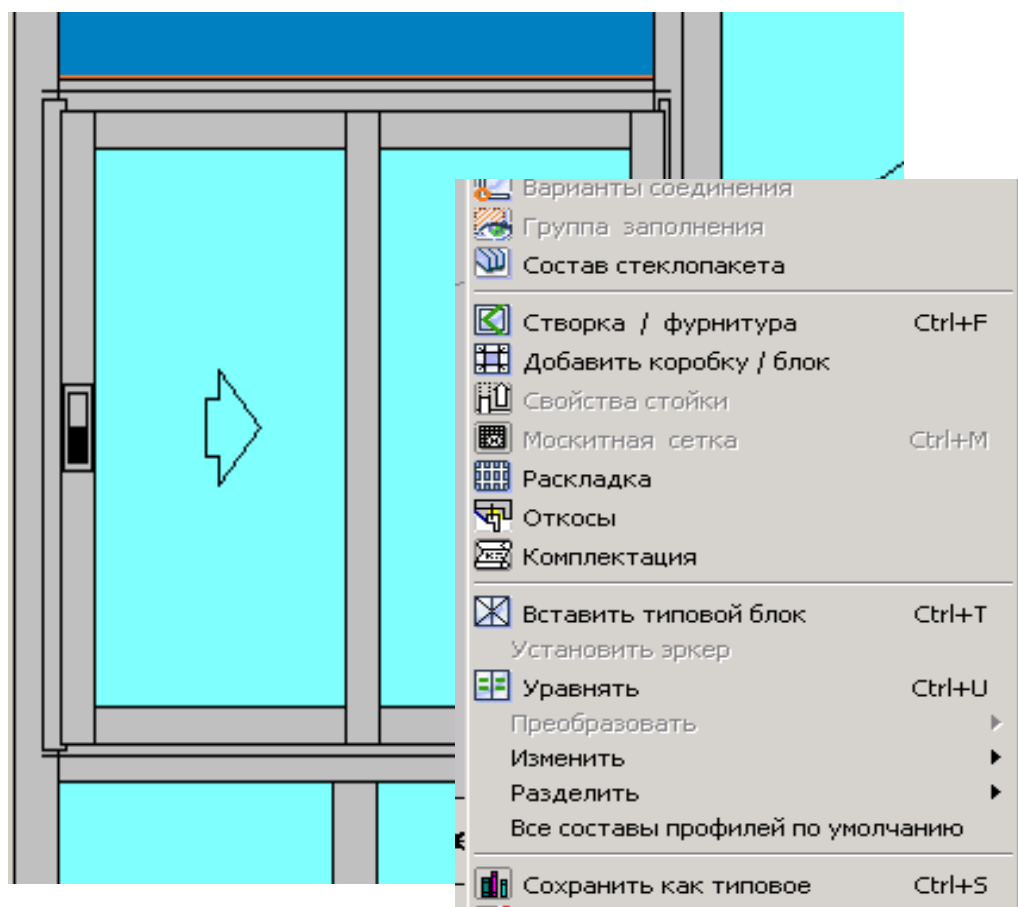 Варианты соединения
Группа заполнения
Состав стеклопакета
Створка / фурнитура Ctrl+F
Добавить коробку / блок
Свойства стойки
Москитная сетка Ctrl+M
Раскладка
Откосы
Комплектация
Вставить типовой блок Ctrl+T
Установить эркер
Уравнять Ctrl+U
Преобразовать
Изменить
Разделить
Все составы профилей по умолчанию
Сохранить как типовое Ctrl+S